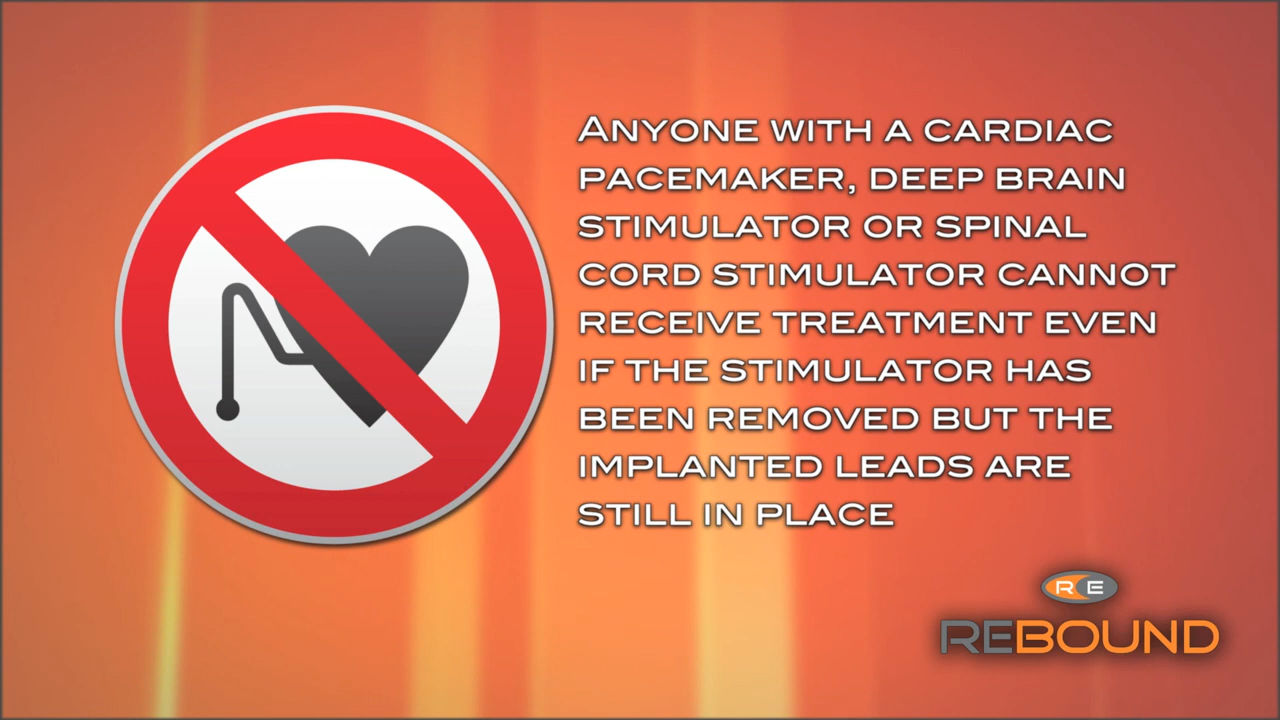 ANYONE WITH A CARDIAC
PACEMAKER, DEEP BRAIN
STIMULATOR OR SPINAL
CORD STIMULATOR CANNOT
RECEIVE TREATMENT EVEN
IF THE STIMULATOR HAS
BEEN REMOVED BUT THE
IMPLANTED LEADS ARE
STILL IN PLACE
RE
REBOUND